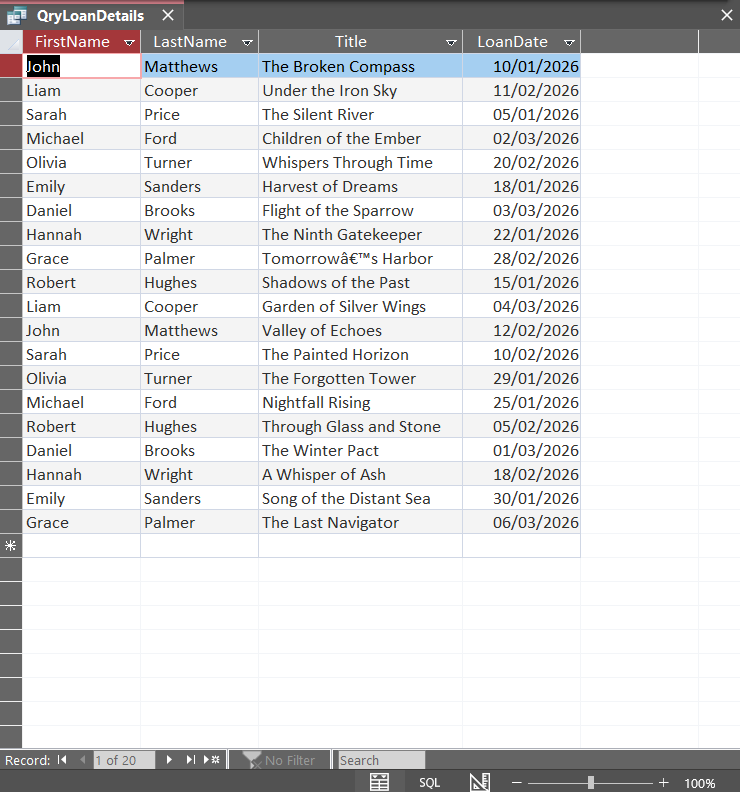 QryLoanDetails
FirstName LastName Title LoanDate
John Matthews The Broken Compass 10/01/2026
Liam Cooper Under the Iron Sky 11/02/2026
Sarah Price The Silent River 05/01/2026
Michael Ford Children of the Ember 02/03/2026
Olivia Turner Whispers Through Time 20/02/2026
Emily Sanders Harvest of Dreams 18/01/2026
Daniel Brooks Flight of the Sparrow 03/03/2026
Hannah Wright The Ninth Gatekeeper 22/01/2026
Grace Palmer Tomorrowâ€™s Harbor 28/02/2026
Robert Hughes Shadows of the Past 15/01/2026
Liam Cooper Garden of Silver Wings 04/03/2026
John Matthews Valley of Echoes 12/02/2026
Sarah Price The Painted Horizon 10/02/2026
Olivia Turner The Forgotten Tower 29/01/2026
Michael Ford Nightfall Rising 25/01/2026
Robert Hughes Through Glass and Stone 05/02/2026
Daniel Brooks The Winter Pact 01/03/2026
Hannah Wright A Whisper of Ash 18/02/2026
Emily Sanders Song of the Distant Sea 30/01/2026
Grace Palmer The Last Navigator 06/03/2026
Record: 1 of 20 No Filter Search
SQL 100%